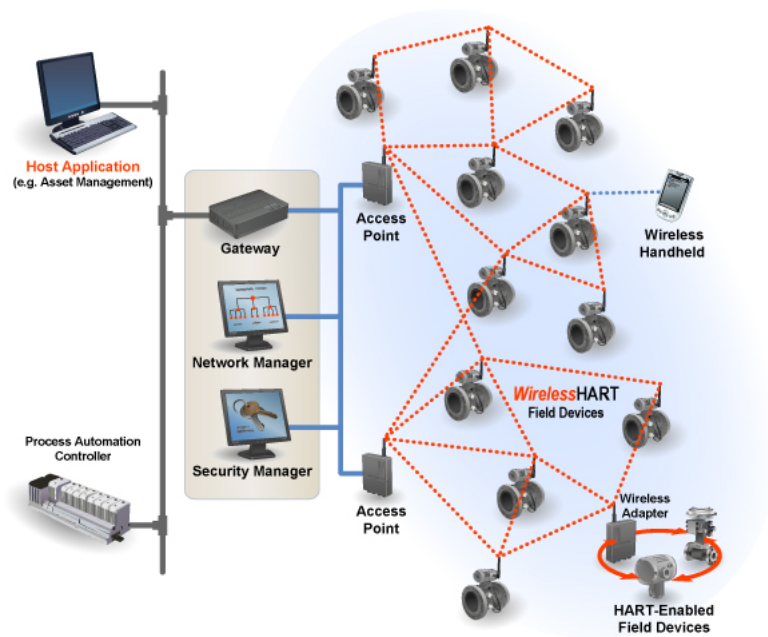 Host Application
(e.g. Asset Management)
Gateway
Access
Point
Wireless
Handheld
Network Manager
WirelessHART
Field Devices
Process Automation
Controller
Security Manager
Access
Point
Wireless
Adapter
HART-Enabled
Field Devices